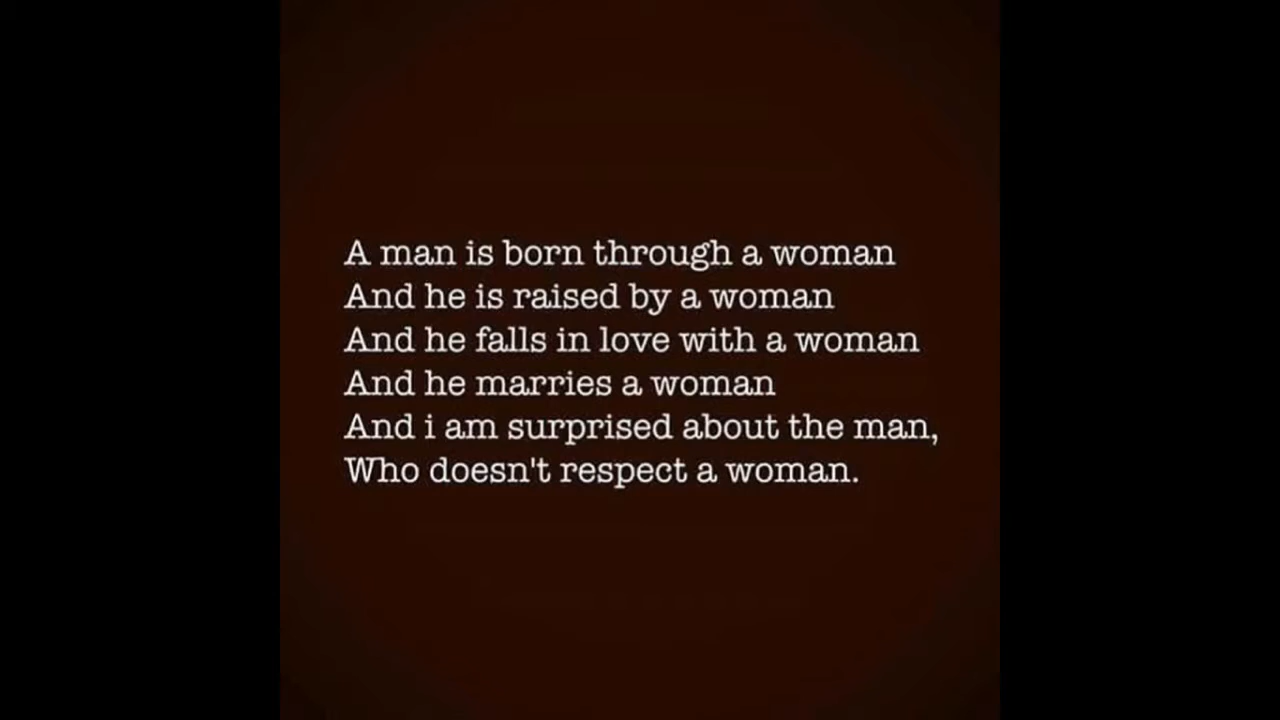 A man is born through a woman
And he is raised by a woman
And he falls in love with a woman
And he marries a woman
And i am surprised about the man,
Who doesn't respect a woman.